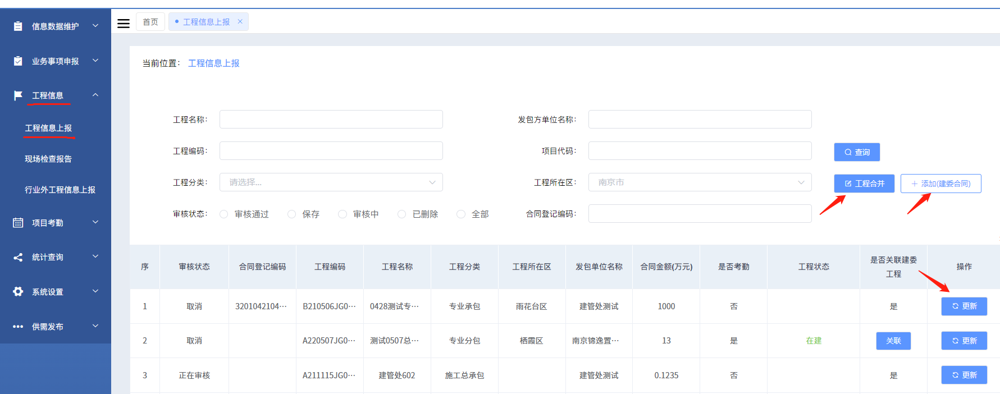 信息数据维护
业务事项申报
工程信息
工程信息上报
现场检查报告
行业外工程信息上报
项目考勤
统计查询
系统设置
供需发布
首页
工程信息上报
当前位置： 工程信息上报
工程名称：
发包方单位名称：
工程编码：
项目代码：
查询
工程分类： 请选择...
工程所在区： 南京市
工程合并
添加(建委合同)
审核状态： 审核通过 保存 审核中 已删除 全部
合同登记编码：
序 审核状态 合同登记编码 工程编码 工程名称 工程分类 工程所在区 发包单位名称 合同金额(万元) 是否考勤 工程状态 是否关联建委工程 操作
1 取消 3201042104··· B210506JG0··· 0428测试专··· 专业承包 雨花台区 建管处测试 1000 否 是 更新
2 取消 A220507JG0··· 测试0507总··· 专业分包 栖霞区 南京锦逸置··· 13 是 在建 关联 更新
3 正在审核 A211115JG0··· 建管处602 施工总承包 建管处测试 0.1235 否 是 更新